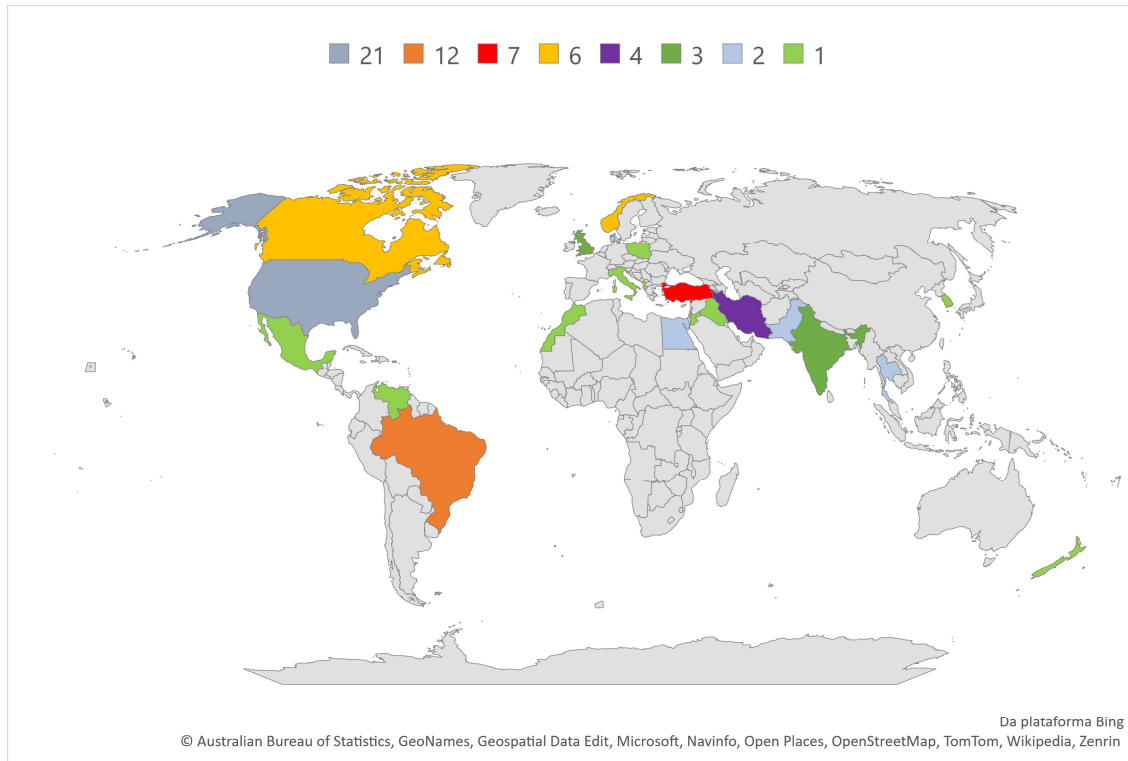 21 12 7 6 4 3 2 1
Da plataforma Bing
© Australian Bureau of Statistics, GeoNames, Geospatial Data Edit, Microsoft, Navinfo, Open Places, OpenStreetMap, TomTom, Wikipedia, Zenrin